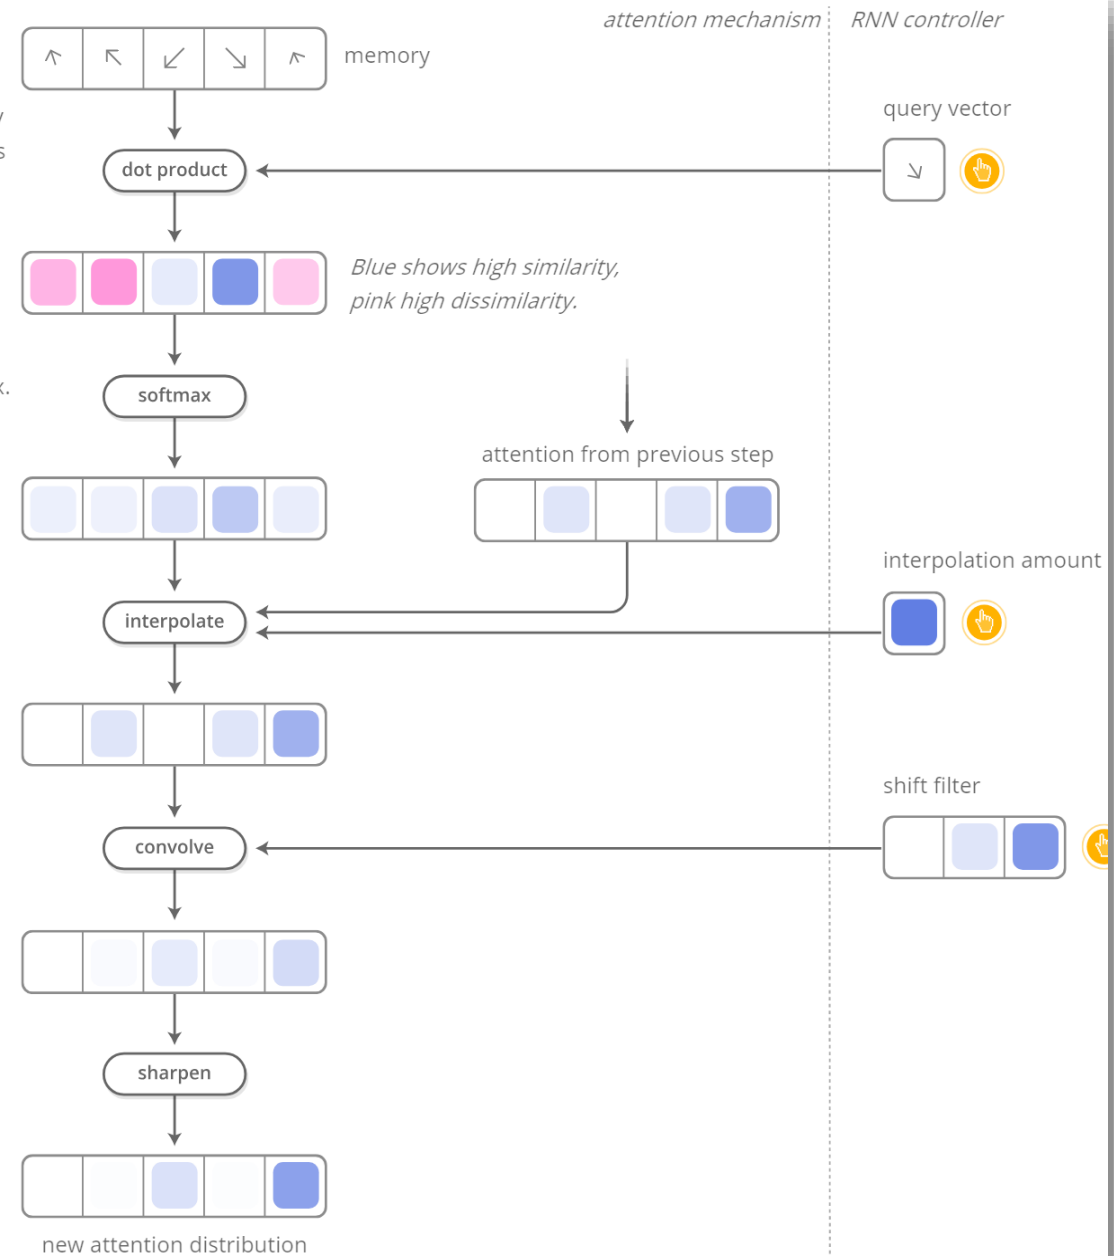 attention mechanism
RNN controller
memory
query vector
y
s
dot product
Blue shows high similarity,
pink high dissimilarity.
x.
softmax
attention from previous step
interpolation amount
interpolate
shift filter
convolve
sharpen
new attention distribution